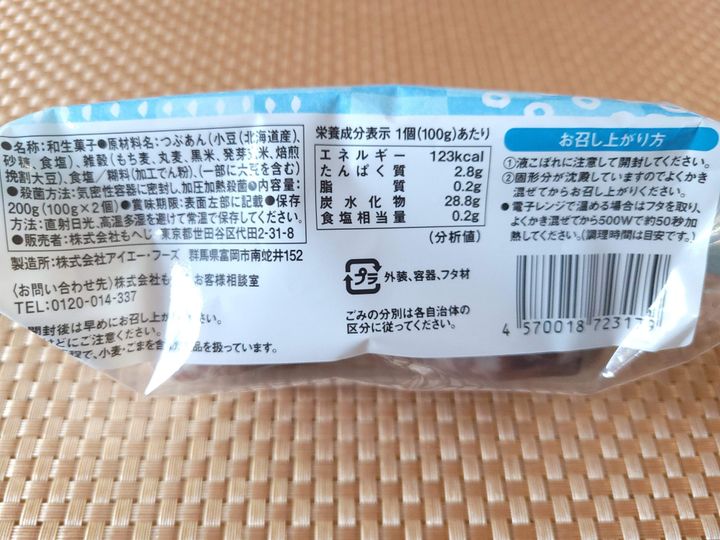 ●名称：和生菓子●原材料名：つぶあん（小豆（北海道産）、
砂糖、食塩）、雑穀（もち麦、丸麦、黒米、発芽米、焙煎
挽割大豆）、食塩／糊料（加工でん粉）、（一部に大豆を含む）
●殺菌方法：気密性容器に密封し、加圧加熱殺菌●内容量：
200g（100g×2個）●賞味期限：表面左部に記載●保存
方法：直射日光、高温多湿を避けて常温で保存してください。
●販売者：株式会社もへじ 東京都世田谷区代田2-31-8
製造所：株式会社アイエー・フーズ 群馬県富岡市南蛇井152
〈お問い合わせ先〉株式会社も お客様相談室
TEL：0120-014-337
開封後は早めにお召し上が
にご注意ください。
で、小麦・ごまを含 品を扱っています。
栄養成分表示 1個（100g）あたり
エネルギー 123kcal
たんぱく質 2.8g
脂質 0.2g
炭水化物 28.8g
食塩相当量 0.2g
（分析値）
プラ 外装、容器、フタ材
ごみの分別は各自治体の
区分に従ってください。
お召し上がり方
①液こぼれに注意して開封してください。
②固形分が沈殿していますのでよくかき
混ぜてからお召し上がりください。
●電子レンジで温める場合はフタを取り、
よくかき混ぜてから500Wで約50秒加
熱してください。（調理時間は目安です。）
4 570018 7231